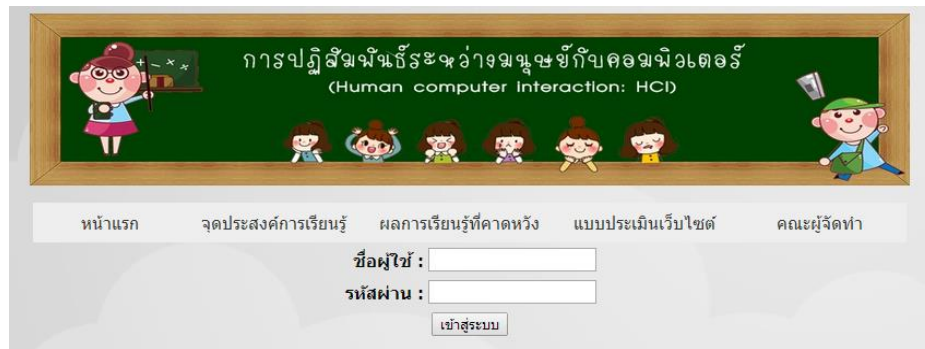 การปฏิสัมพันธ์ระหว่างมนุษย์กับคอมพิวเตอร์
(Human computer interaction: HCI)
หน้าแรก จุดประสงค์การเรียนรู้ ผลการเรียนรู้ที่คาดหวัง แบบประเมินเว็บไซต์ คณะผู้จัดทำ
ชื่อผู้ใช้ :
รหัสผ่าน :
เข้าสู่ระบบ